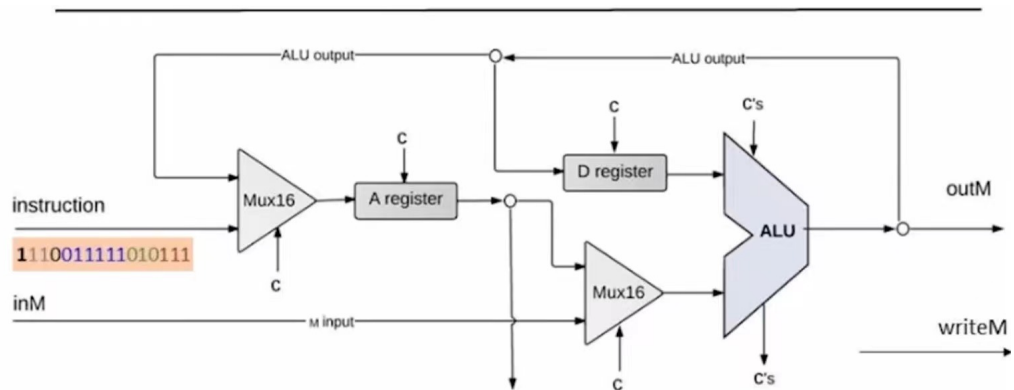 ALU output
ALU output
C
C's
C
D register
Mux16
A register
outM
instruction
ALU
1110011111010111
C
Mux16
inM
M input
writeM
C
C's